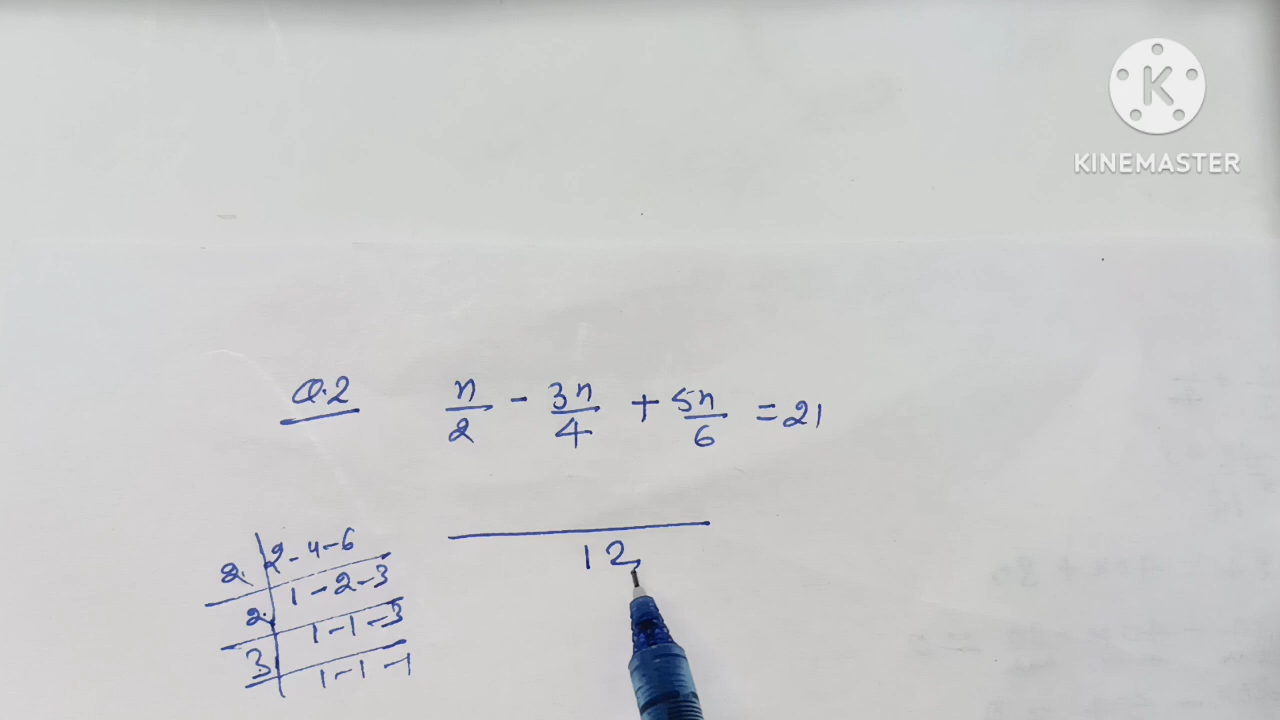 K
KINEMASTER
Q.2 n/2 - 3n/4 + 5n/6 = 21
12
2 | 2-4-6
2 | 1-2-3
3 | 1-1-3
1-1-1